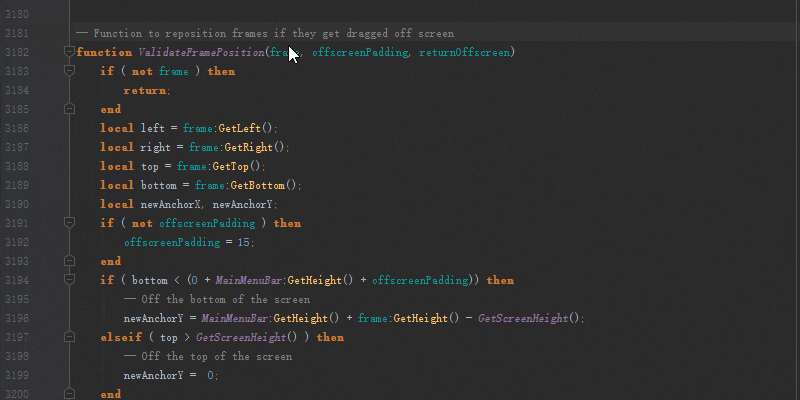 3180
3181 -- Function to reposition frames if they get dragged off screen
3182 function ValidateFramePosition(frame, offscreenPadding, returnOffscreen)
3183 if ( not frame ) then
3184 return;
3185 end
3186 local left = frame:GetLeft();
3187 local right = frame:GetRight();
3188 local top = frame:GetTop();
3189 local bottom = frame:GetBottom();
3190 local newAnchorX, newAnchorY;
3191 if ( not offscreenPadding ) then
3192 offscreenPadding = 15;
3193 end
3194 if ( bottom < (0 + MainMenuBar:GetHeight() + offscreenPadding)) then
3195 -- Off the bottom of the screen
3196 newAnchorY = MainMenuBar:GetHeight() + frame:GetHeight() - GetScreenHeight();
3197 elseif ( top > GetScreenHeight() ) then
3198 -- Off the top of the screen
3199 newAnchorY =  0;
3200 end